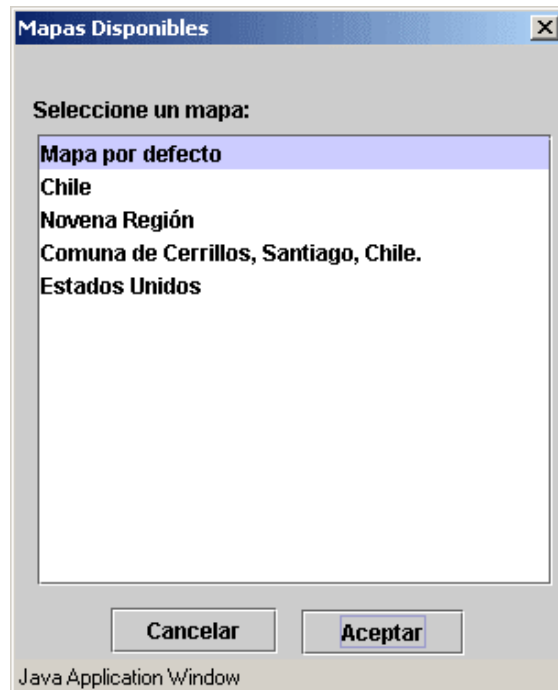 Mapas Disponibles
Seleccione un mapa:
Mapa por defecto
Chile
Novena Región
Comuna de Cerrillos, Santiago, Chile.
Estados Unidos
Cancelar Aceptar
Java Application Window